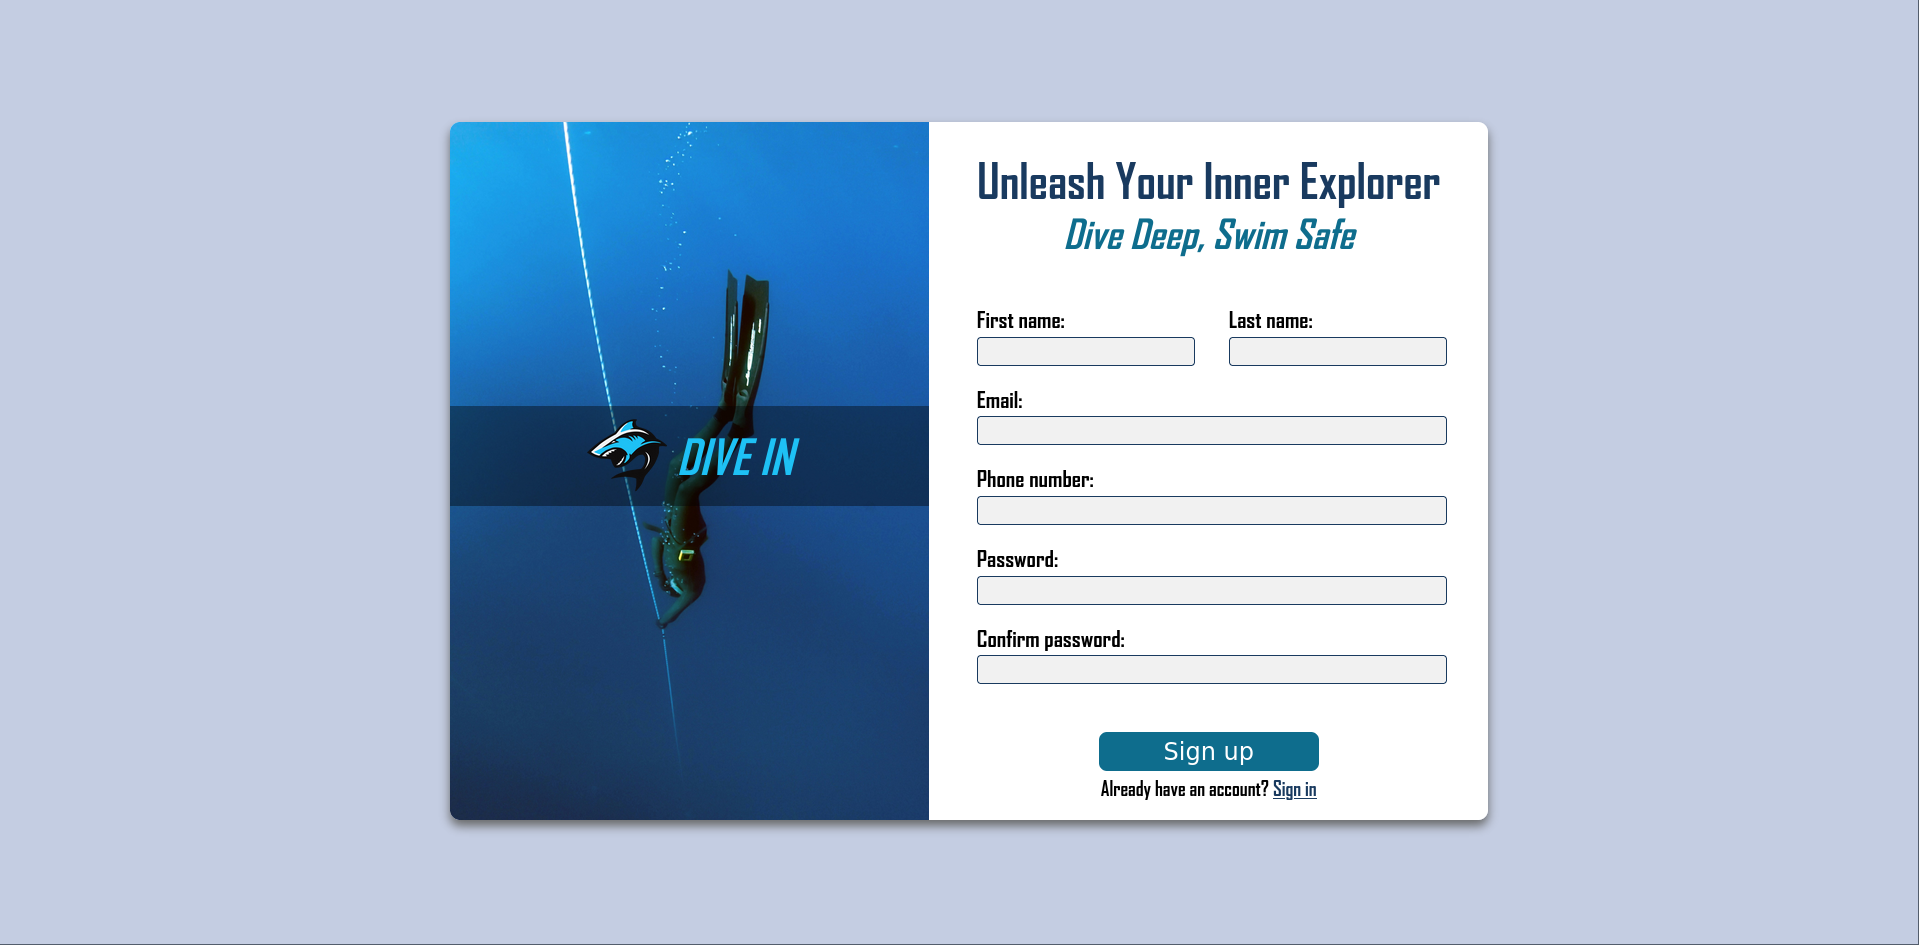 DIVE IN
Unleash Your Inner Explorer
Dive Deep, Swim Safe
First name:
Last name:
Email:
Phone number:
Password:
Confirm password:
Sign up
Already have an account? Sign in